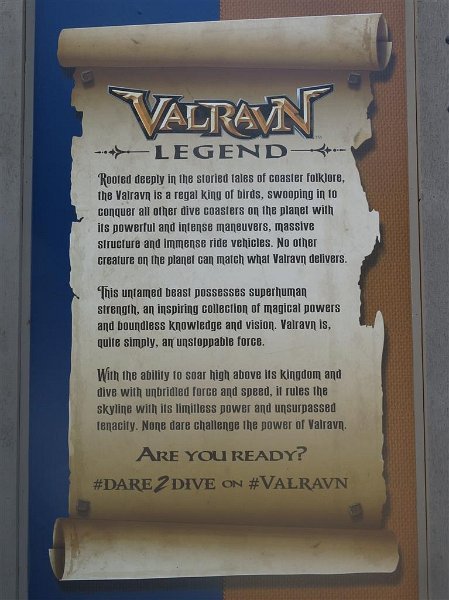 VALRAVN
LEGEND
Rooted deeply in the storied tales of coaster folklore,
the Valravn is a regal king of birds, swooping in to
conquer all other dive coasters on the planet with
its powerful and intense maneuvers, massive
structure and immense ride vehicles. No other
creature on the planet can match what Valravn delivers.
This untamed beast possesses superhuman
strength, an inspiring collection of magical powers
and boundless knowledge and vision. Valravn is,
quite simply, an unstoppable force.
With the ability to soar high above its kingdom and
dive with unbridled force and speed, it rules the
skyline with its limitless power and unsurpassed
tenacity. None dare challenge the power of Valravn.
ARE YOU READY?
#DARE2DIVE ON #VALRAVN